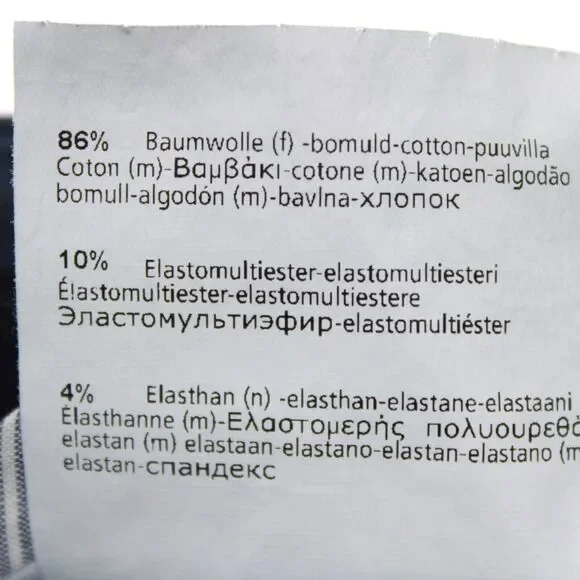 86% Baumwolle (f) -bomuld-cotton-puuvilla
Coton (m)-Βαμβάκι-cotone (m)-katoen-algodão
bomull-algodón (m)-bavlna-хлопок
10% Elastomultiester-elastomultiesteri
Élastomultiester-elastomultiestere
Эластомультиэфир-elastomultiéster
4% Elasthan (n) -elasthan-elastane-elastaani
Élasthanne (m)-Ελαστομερής
elastan (m) elastaan-elastano-elastan-elastano (m
elastan-спандекс